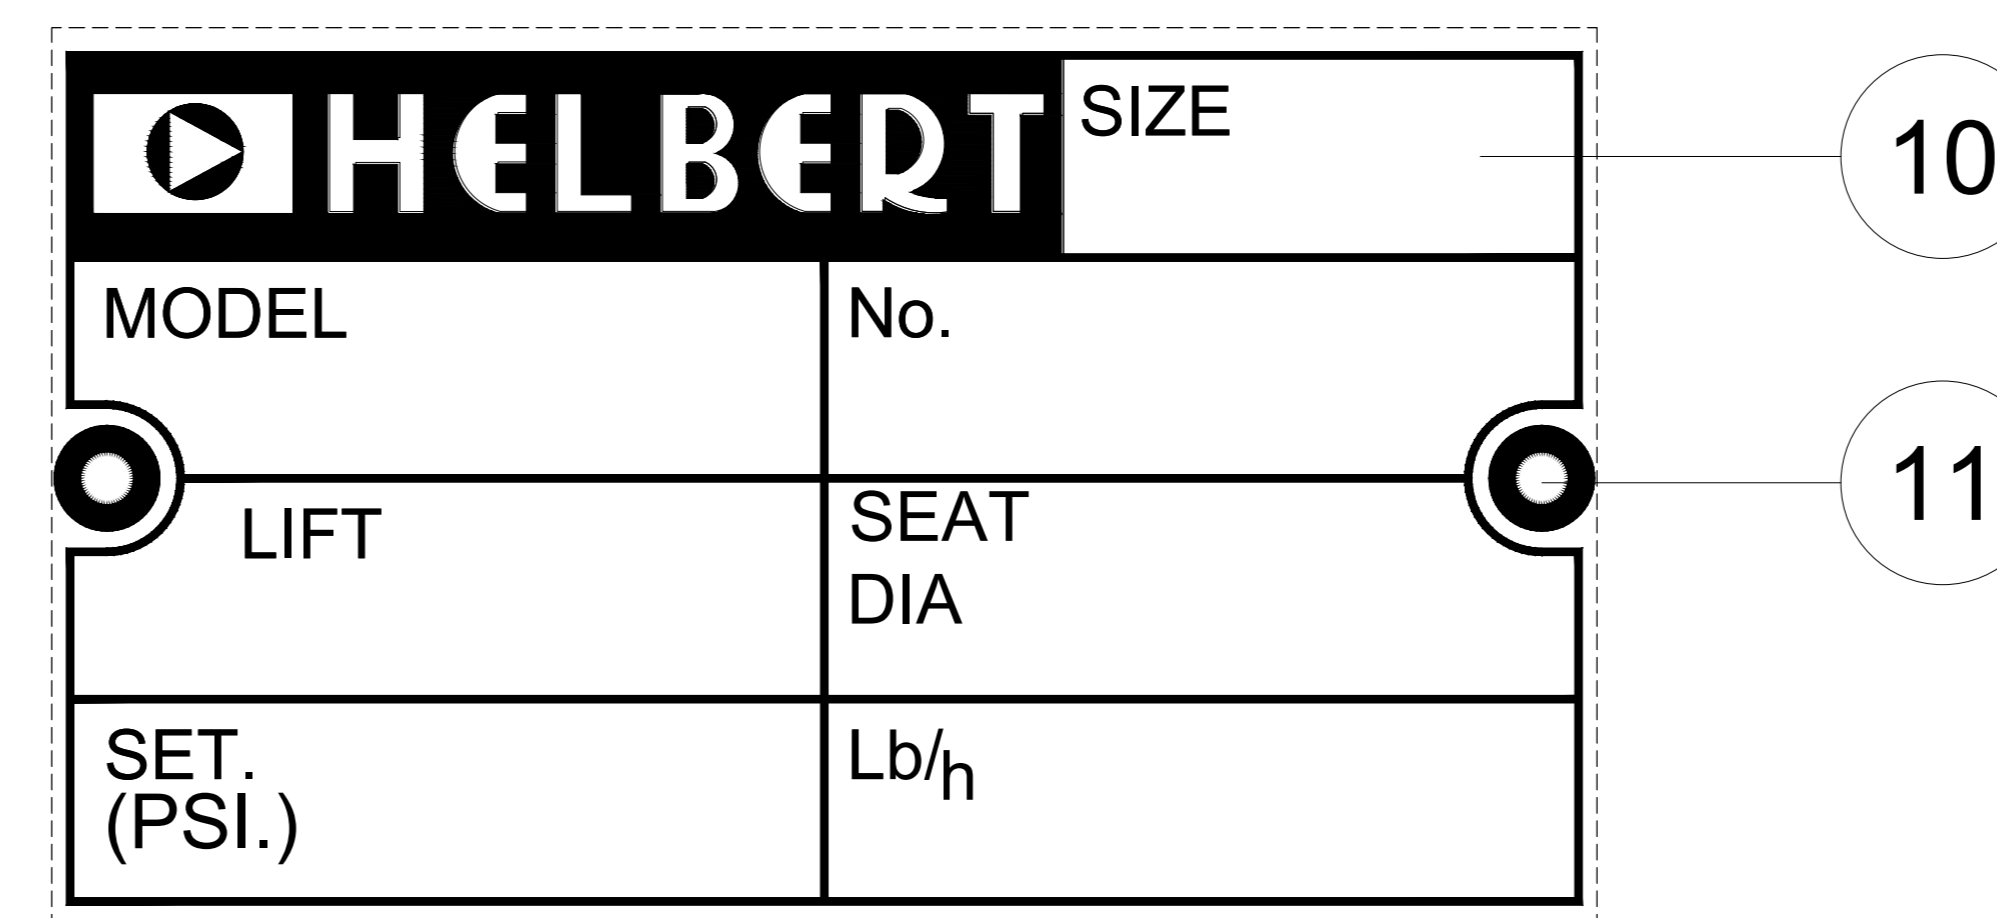 HELBERT
SIZE
10
MODEL
No.
11
LIFT
SEAT
DIA
SET.
(PSI.)
Lb/h